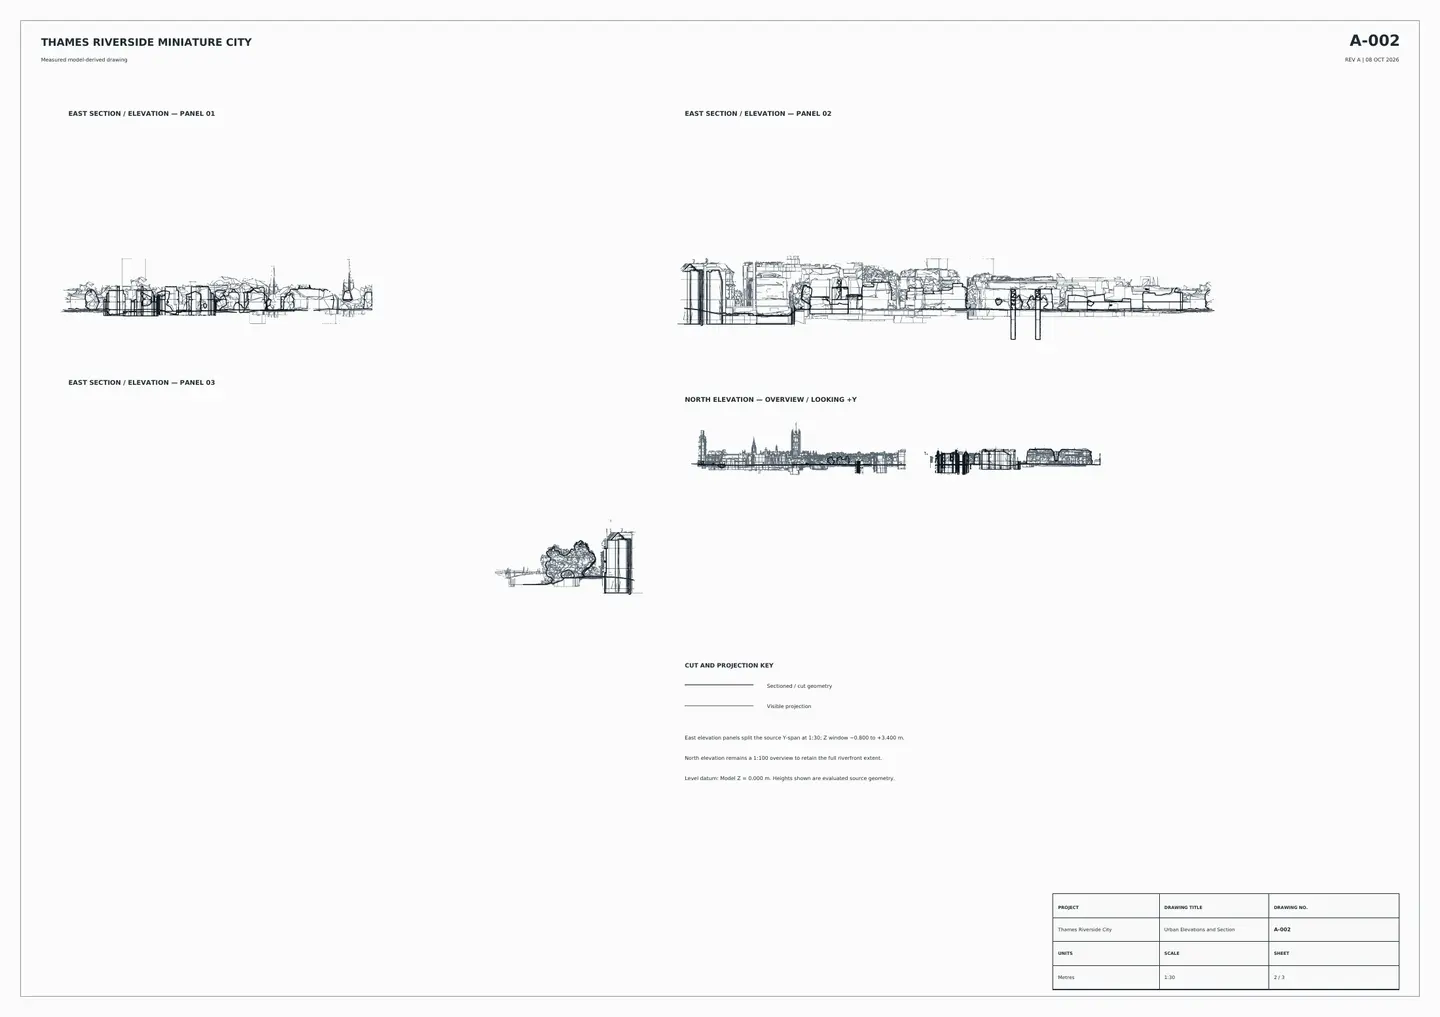 THAMES RIVERSIDE MINIATURE CITY
Measured model-derived drawing
A-002
REV A | 08 OCT 2026
EAST SECTION / ELEVATION — PANEL 01
EAST SECTION / ELEVATION — PANEL 02
EAST SECTION / ELEVATION — PANEL 03
NORTH ELEVATION — OVERVIEW / LOOKING +Y
CUT AND PROJECTION KEY
Sectioned / cut geometry
Visible projection
East elevation panels split the source Y-span at 1:30; Z window −0.800 to +3.400 m.
North elevation remains a 1:100 overview to retain the full riverfront extent.
Level datum: Model Z = 0.000 m. Heights shown are evaluated source geometry.
PROJECT DRAWING TITLE DRAWING NO.
Thames Riverside City Urban Elevations and Section A-002
UNITS SCALE SHEET
Metres 1:30 2 / 3